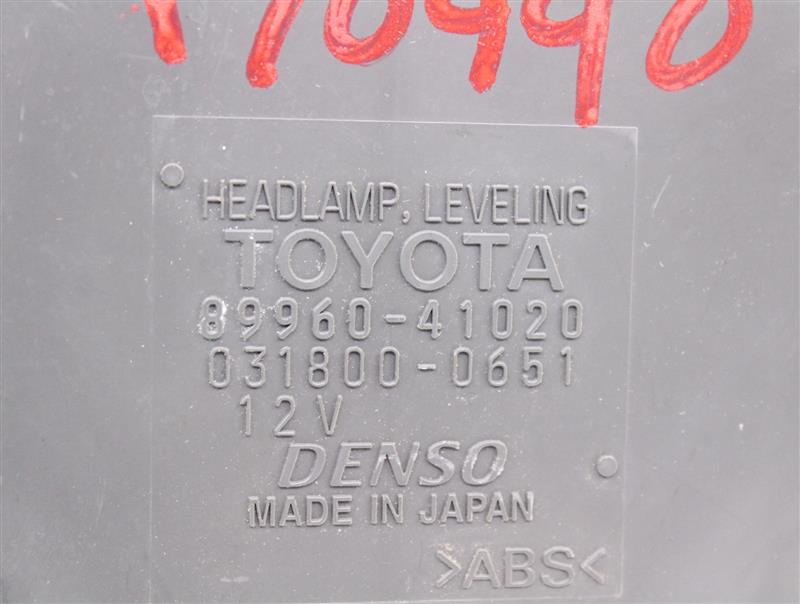 HEADLAMP, LEVELING
TOYOTA
89960-41020
031800-0651
12V
DENSO
MADE IN JAPAN
>ABS<